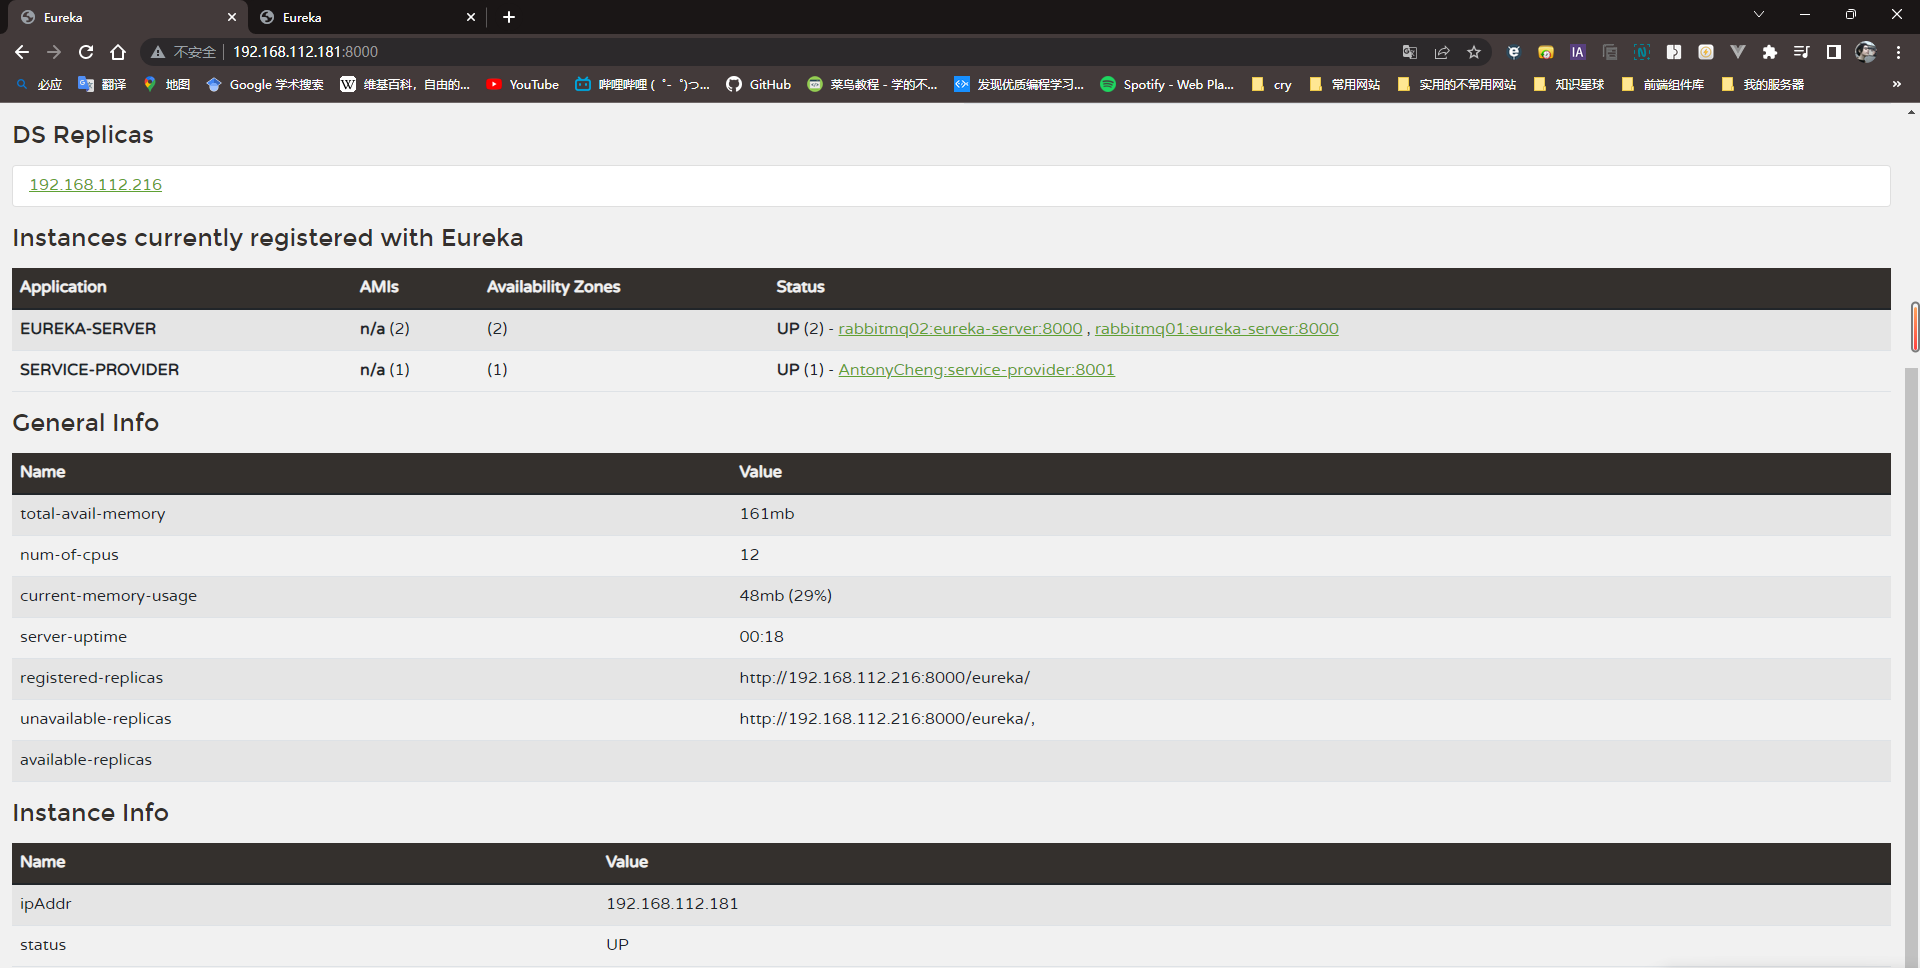 Eureka
Eureka
不安全 192.168.112.181:8000
必应 翻译 地图 Google 学术搜索 维基百科，自由的... YouTube 哔哩哔哩 ( ゜- ゜)つ... GitHub 菜鸟教程 - 学的不... 发现优质编程学习... Spotify - Web Pla... cry 常用网站 实用的不常用网站 知识星球 前端组件库 我的服务器 »
DS Replicas
192.168.112.216
Instances currently registered with Eureka
Application AMIs Availability Zones Status
EUREKA-SERVER n/a (2) (2) UP (2) - rabbitmq02:eureka-server:8000 , rabbitmq01:eureka-server:8000
SERVICE-PROVIDER n/a (1) (1) UP (1) - AntonyCheng:service-provider:8001
General Info
Name Value
total-avail-memory 161mb
num-of-cpus 12
current-memory-usage 48mb (29%)
server-uptime 00:18
registered-replicas http://192.168.112.216:8000/eureka/
unavailable-replicas http://192.168.112.216:8000/eureka/,
available-replicas
Instance Info
Name Value
ipAddr 192.168.112.181
status UP